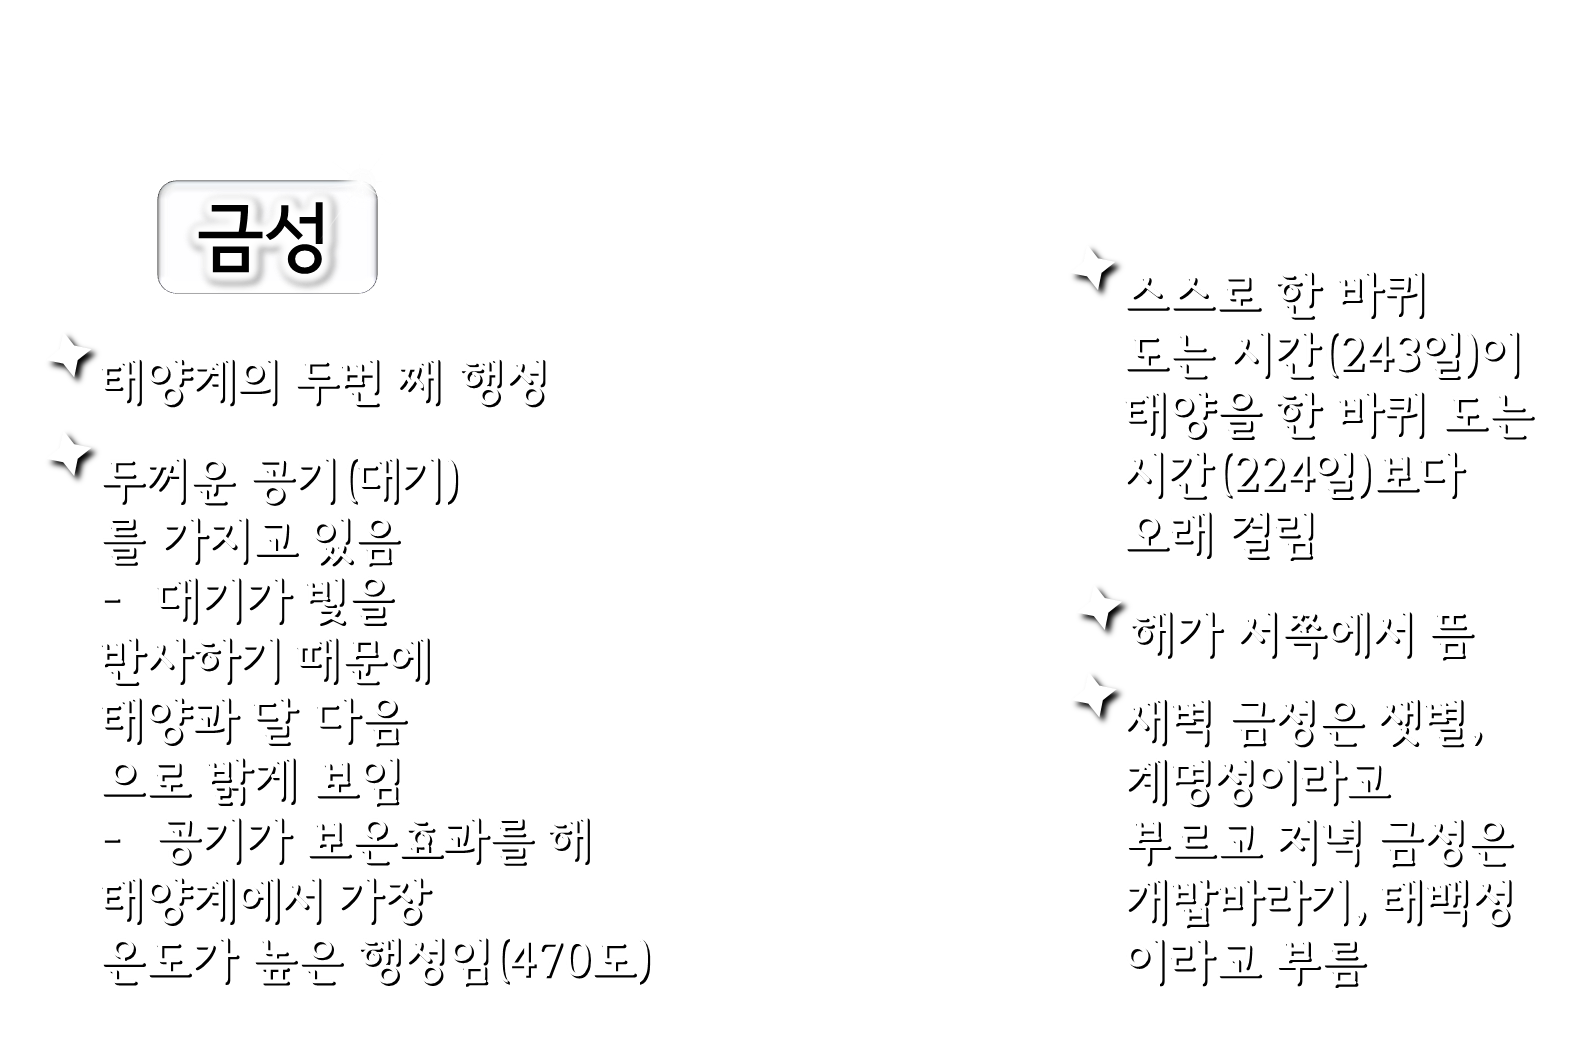 금성
태양계의 두번 째 행성
두꺼운 공기(대기)
를 가지고 있음
- 대기가 빛을
반사하기 때문에
태양과 달 다음
으로 밝게 보임
- 공기가 보온효과를 해
태양계에서 가장
온도가 높은 행성임(470도)
스스로 한 바퀴
도는 시간(243일)이
태양을 한 바퀴 도는
시간(224일)보다
오래 걸림
해가 서쪽에서 뜸
새벽 금성은 샛별,
계명성이라고
부르고 저녁 금성은
개밥바라기, 태백성
이라고 부름